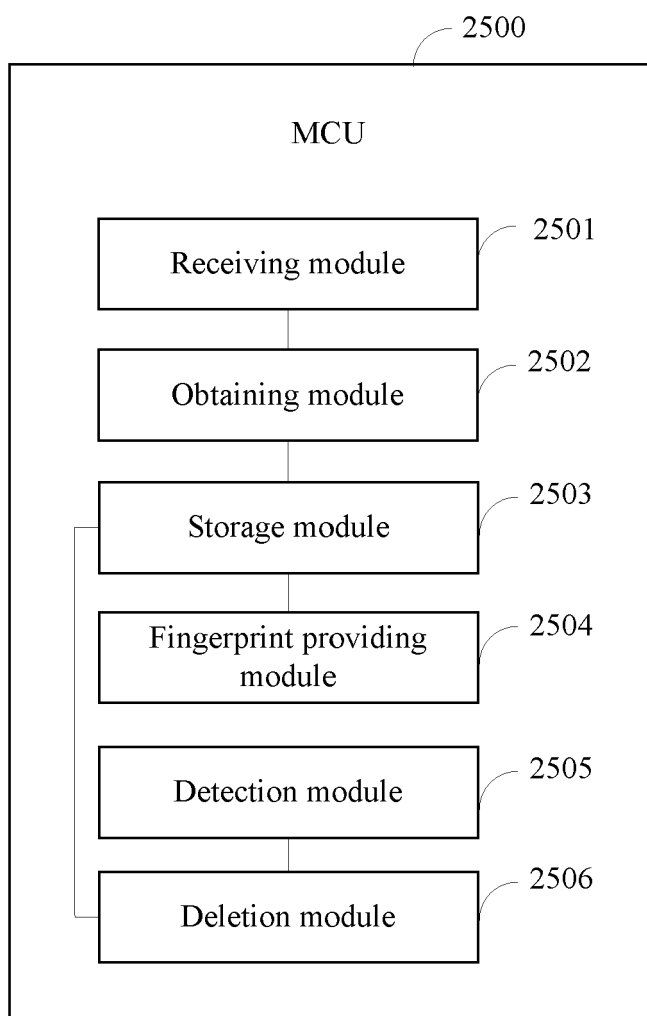 2500
MCU
2501
Receiving module
2502
Obtaining module
2503
Storage module
2504
Fingerprint providing
module
2505
Detection module
2506
Deletion module